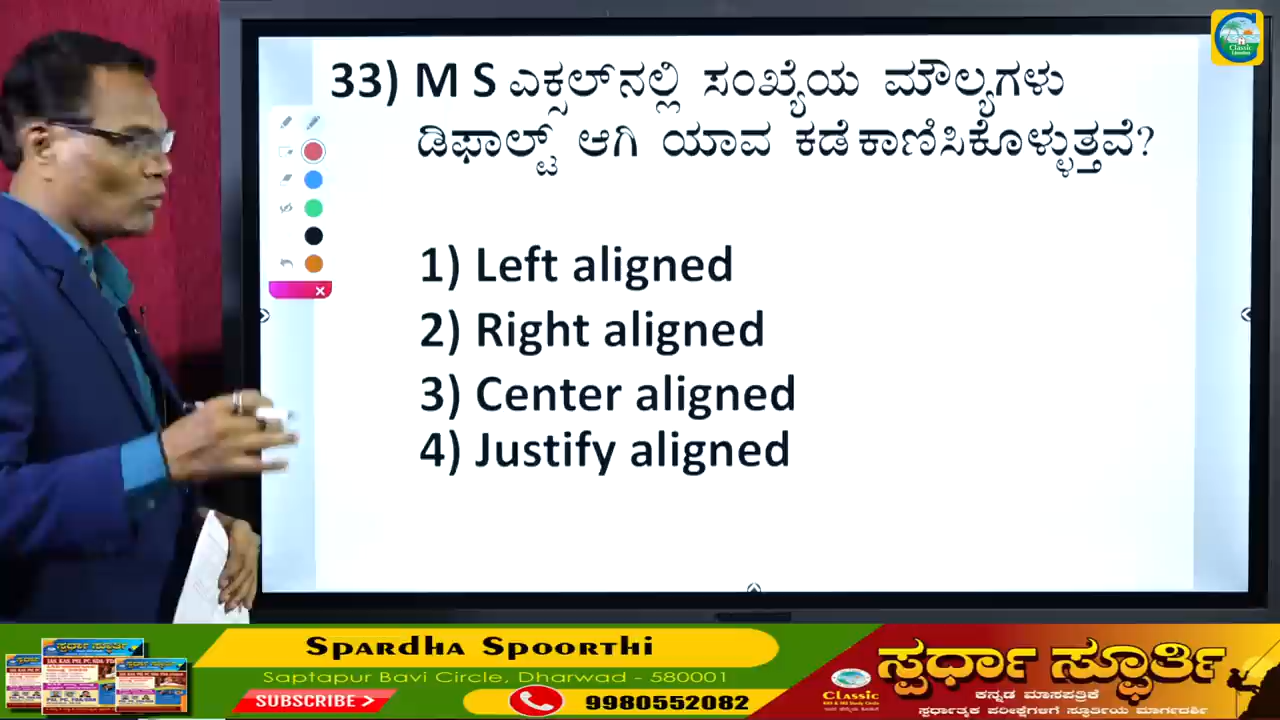 Classic
Education
33) M S ಎಕ್ಸಲ್‌ನಲ್ಲಿ ಸಂಖ್ಯೆಯ ಮೌಲ್ಯಗಳು
ಡಿಫಾಲ್ಟ್ ಆಗಿ ಯಾವ ಕಡೆ ಕಾಣಿಸಿಕೊಳ್ಳುತ್ತವೆ?
1) Left aligned
2) Right aligned
3) Center aligned
4) Justify aligned
SPARDHA SPOORTHI
Saptapur Bavi Circle, Dharwad - 580001
SUBSCRIBE >
9980552082
ಸ್ಪರ್ಧಾ ಸ್ಫೂರ್ತಿ
Classic
ಕನ್ನಡ ಮಾಸಪತ್ರಿಕೆ
ಸ್ಪರ್ಧಾತ್ಮಕ ಪರೀಕ್ಷೆಗಳಿಗೆ ಸ್ಫೂರ್ತಿಯ ಮಾರ್ಗದರ್ಶಿ